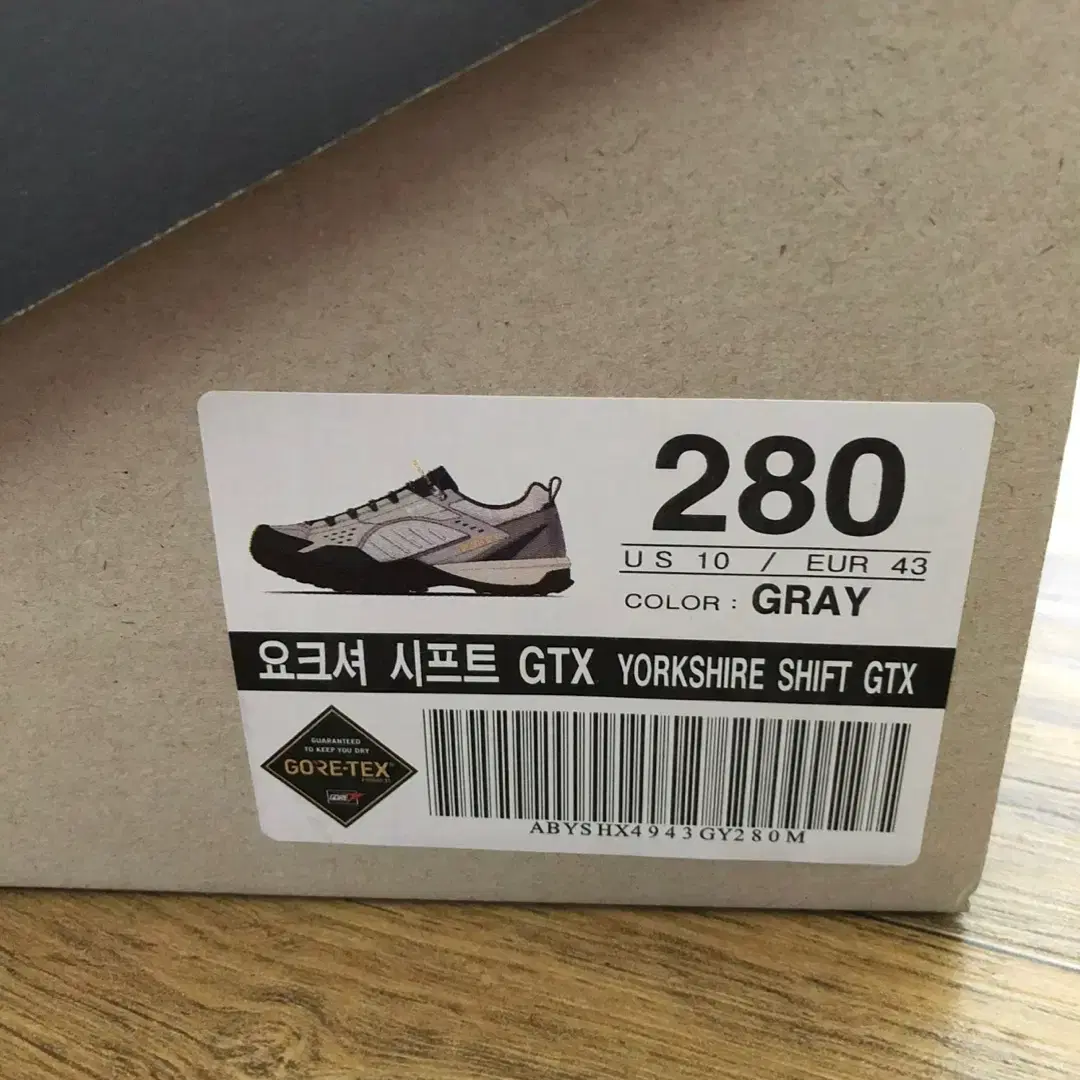 280
US 10 / EUR 43
COLOR : GRAY
요크셔 시프트 GTX YORKSHIRE SHIFT GTX
GUARANTEED
TO KEEP YOU DRY
GORE-TEX®
ABYSHX4943GY280M